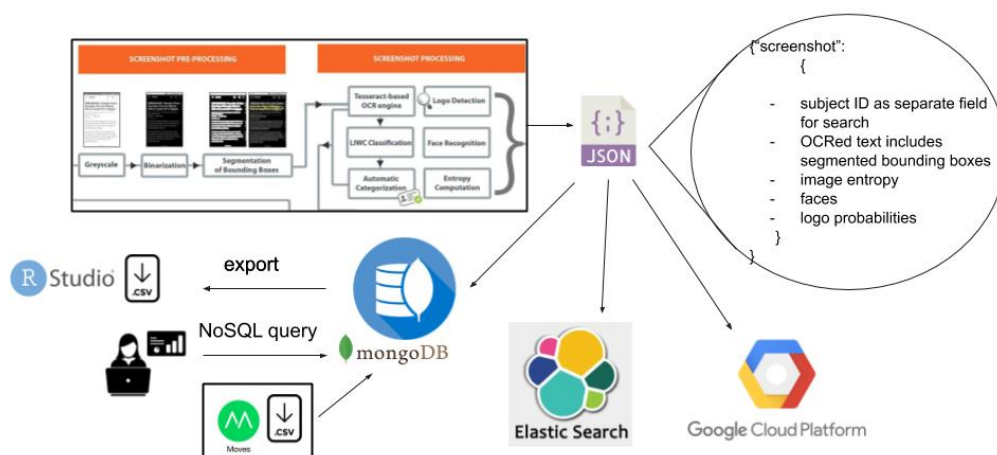 SCREENSHOT PRE-PROCESSING
SCREENSHOT PROCESSING
Greyscale
Binarization
Segmentation
of Bounding Boxes
Tesseract-based
OCR engine
Logo Detection
LIWC Classification
Face Recognition
Automatic
Categorization
Entropy
Computation
{;}
JSON
{"screenshot":
{
- subject ID as separate field
for search
- OCRed text includes
segmented bounding boxes
- image entropy
- faces
- logo probabilities
}
}
R Studio
.CSV
export
NoSQL query
mongoDB
Moves
.CSV
Elastic Search
Google Cloud Platform